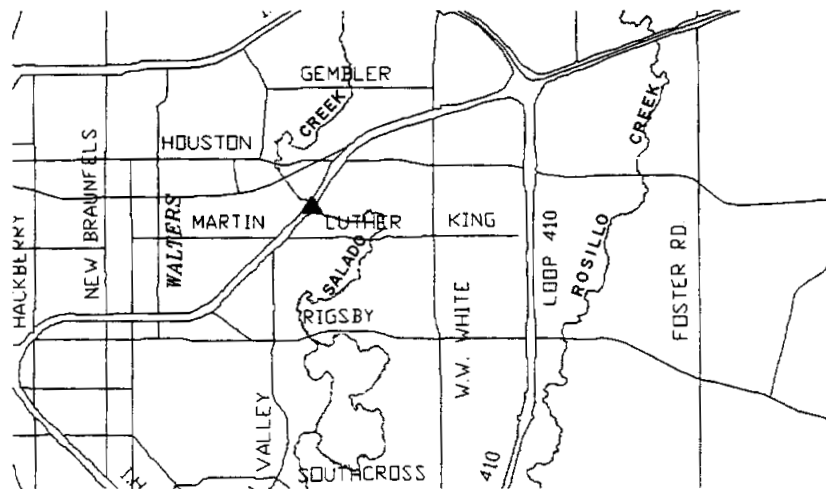 GEMBLER
CREEK
CREEK
HOUSTON
NEW BRAUNFELS
WALTERS
MARTIN LUTHER KING
HACKBERRY
SALADO
LOOP 410
ROSILLO
FOSTER RD.
RIGSBY
W.W. WHITE
VALLEY
SOUTHCROSS
410
I.H.